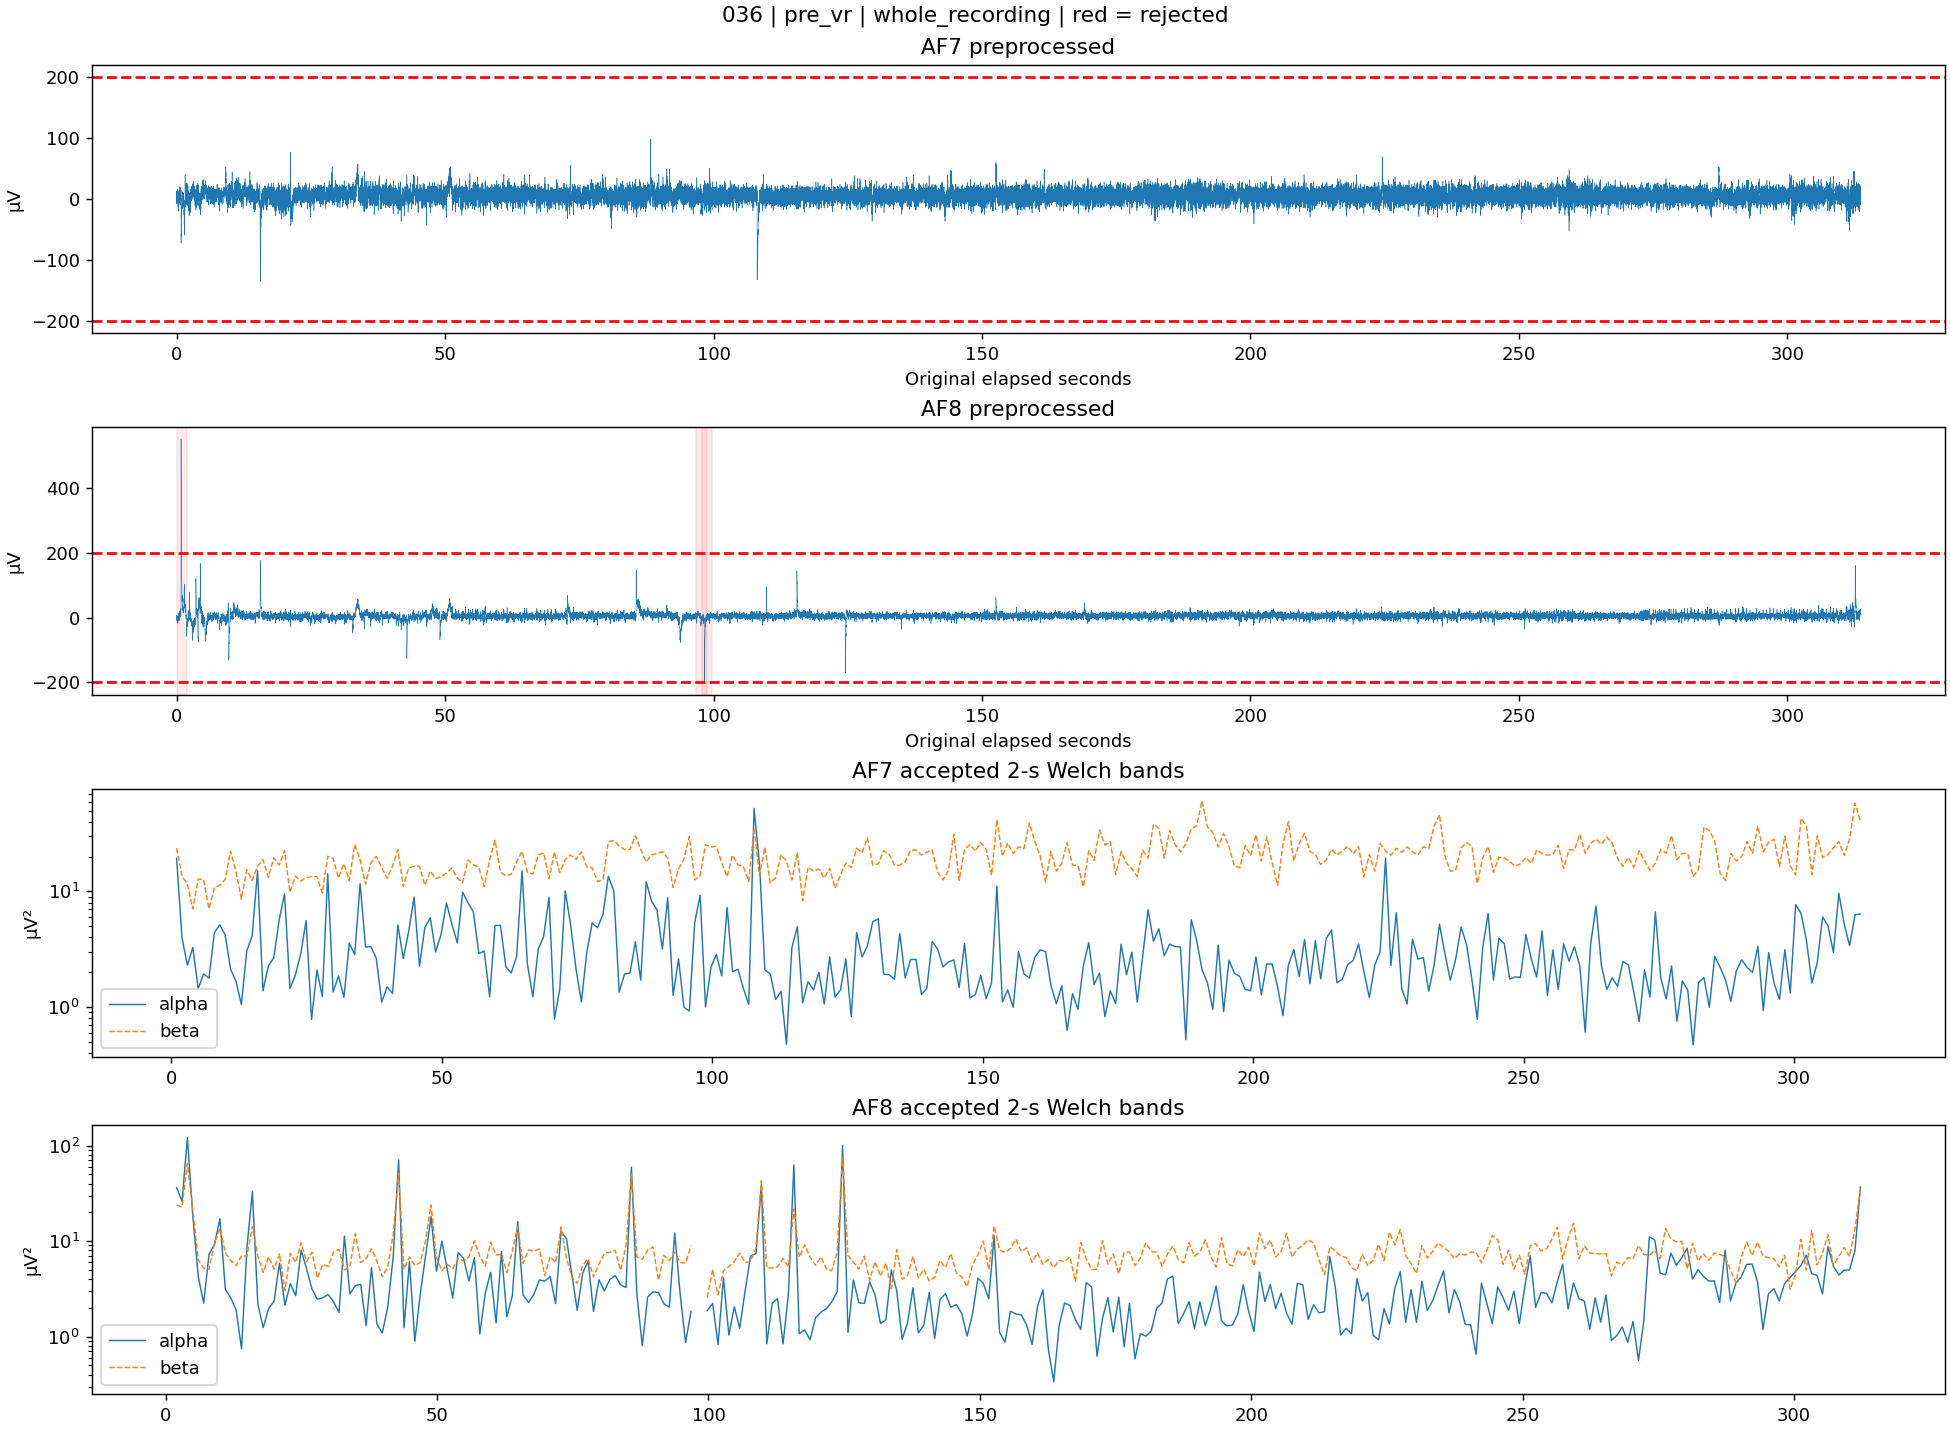 036 | pre_vr | whole_recording | red = rejected
AF7 preprocessed
µV
200
100
0
−100
−200
0 50 100 150 200 250 300
Original elapsed seconds
AF8 preprocessed
µV
400
200
0
−200
0 50 100 150 200 250 300
Original elapsed seconds
AF7 accepted 2-s Welch bands
µV²
10¹
10⁰
alpha
beta
0 50 100 150 200 250 300
AF8 accepted 2-s Welch bands
µV²
10²
10¹
10⁰
alpha
beta
0 50 100 150 200 250 300